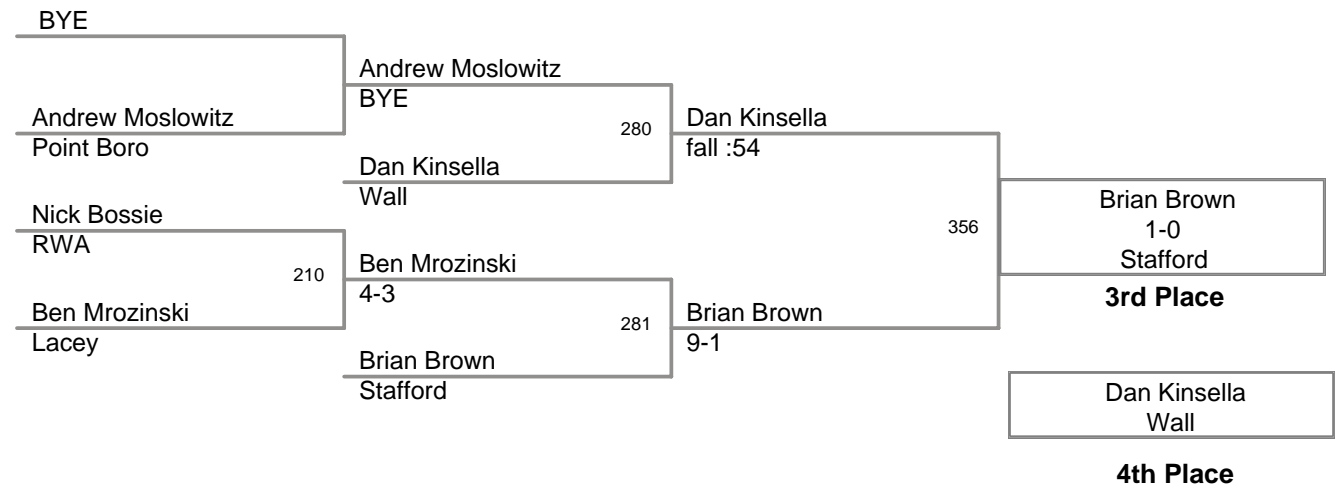 BYE
Andrew Moslowitz
BYE
Andrew Moslowitz
Point Boro
280
Dan Kinsella
fall :54
Dan Kinsella
Wall
Nick Bossie
RWA
210
Ben Mrozinski
4-3
Ben Mrozinski
Lacey
281
Brian Brown
9-1
Brian Brown
Stafford
356
Brian Brown
1-0
Stafford
3rd Place
Dan Kinsella
Wall
4th Place